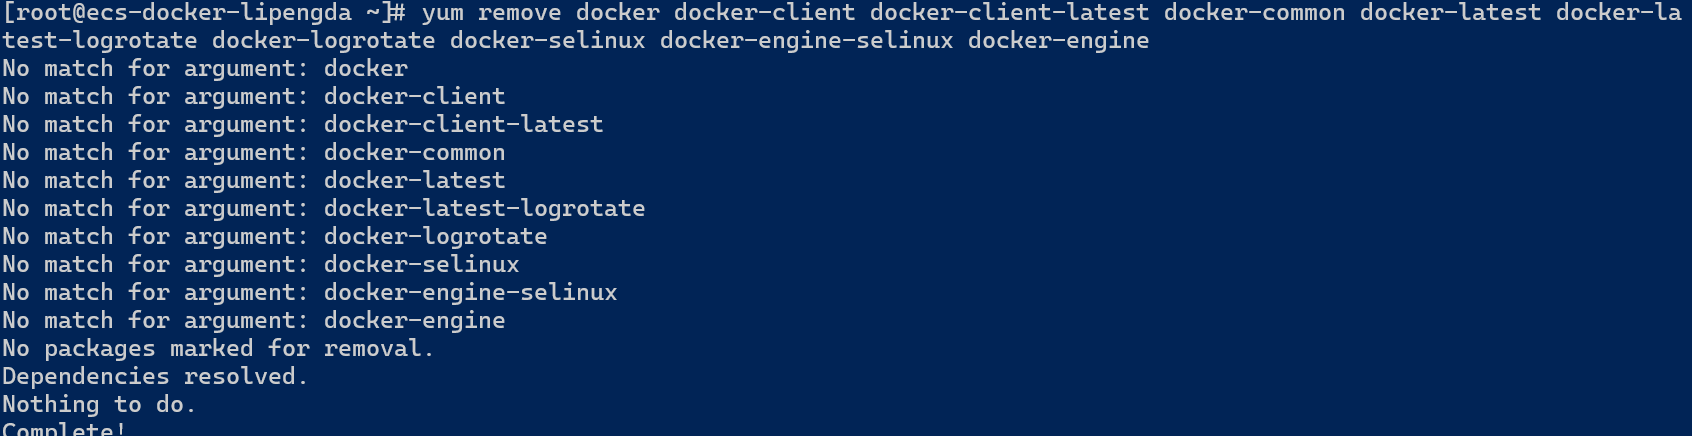 [root@ecs-docker-lipengda ~]# yum remove docker docker-client docker-client-latest docker-common docker-latest docker-la
test-logrotate docker-logrotate docker-selinux docker-engine-selinux docker-engine
No match for argument: docker
No match for argument: docker-client
No match for argument: docker-client-latest
No match for argument: docker-common
No match for argument: docker-latest
No match for argument: docker-latest-logrotate
No match for argument: docker-logrotate
No match for argument: docker-selinux
No match for argument: docker-engine-selinux
No match for argument: docker-engine
No packages marked for removal.
Dependencies resolved.
Nothing to do.
Complete!